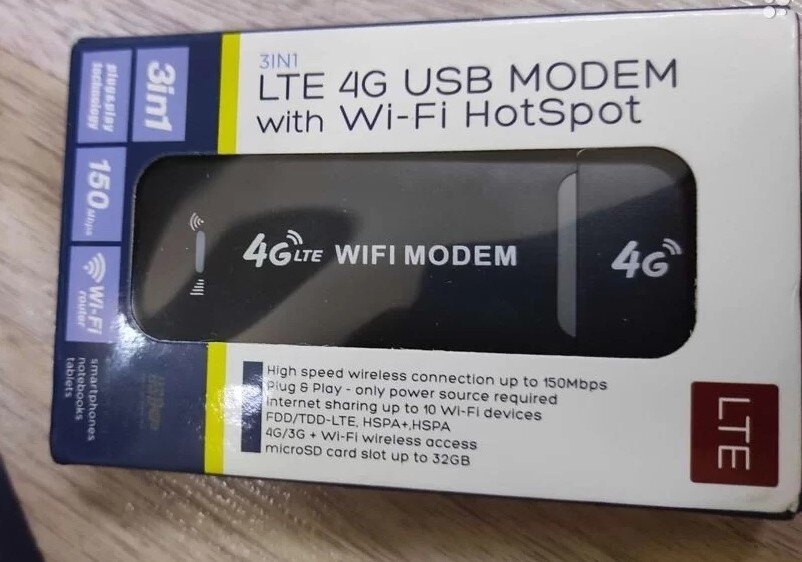 3IN1
LTE 4G USB MODEM
with Wi-Fi HotSpot
3in1
plug&play
technology
150
Mbps
Wi-Fi
router
smartphones
notebooks
tablets
4G LTE WIFI MODEM
4G
High speed wireless connection up to 150Mbps
Plug & Play - only power source required
Internet sharing up to 10 Wi-Fi devices
FDD/TDD-LTE, HSPA+,HSPA
4G/3G + Wi-Fi wireless access
microSD card slot up to 32GB
LTE